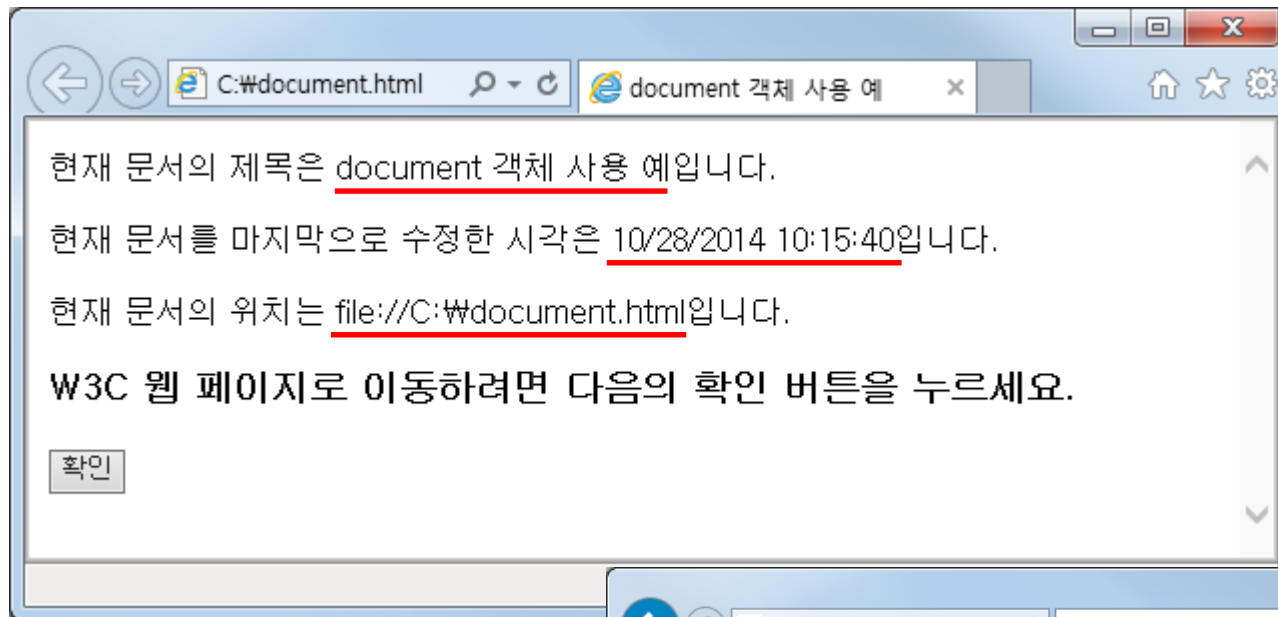 C:₩document.html
document 객체 사용 예
현재 문서의 제목은 document 객체 사용 예입니다.
현재 문서를 마지막으로 수정한 시각은 10/28/2014 10:15:40입니다.
현재 문서의 위치는 file://C:₩document.html입니다.
W3C 웹 페이지로 이동하려면 다음의 확인 버튼을 누르세요.
확인